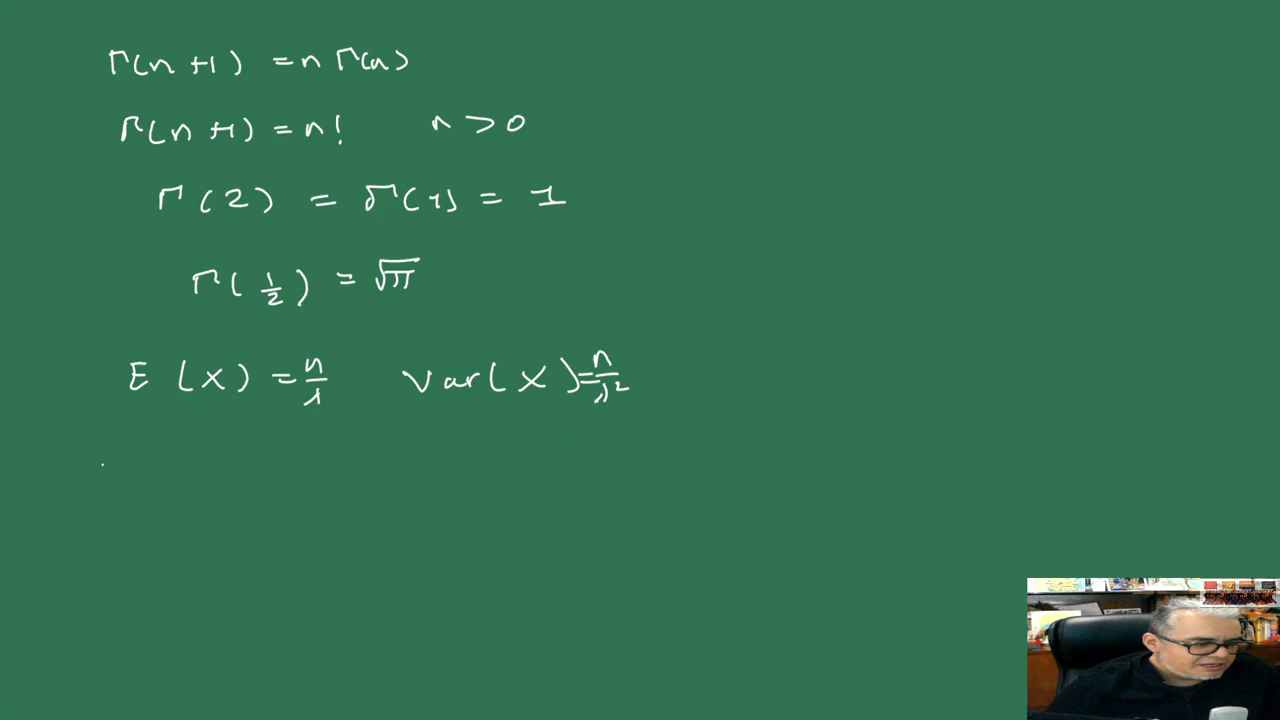 Γ(n+1) = n Γ(n)
Γ(n+1) = n! n > 0
Γ(2) = Γ(1) = 1
Γ(1/2) = √π
E(X) = n/λ Var(X) = n/λ²